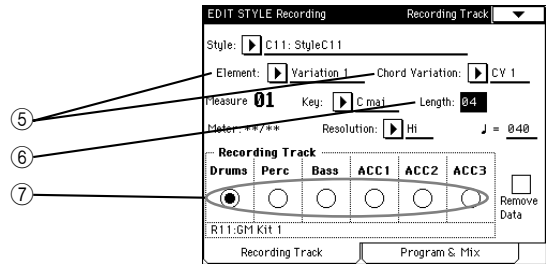 EDIT STYLE Recording Recording Track
Style: C11: StyleC11
Element: Variation 1 Chord Variation: CV 1
Measure 01 Key: C maj Length: 04
Meter: **/** Resolution: Hi ♩ = 040
Recording Track
Drums Perc Bass ACC1 ACC2 ACC3
Remove
Data
R11:GM Kit 1
Recording Track Program & Mix
5
6
7